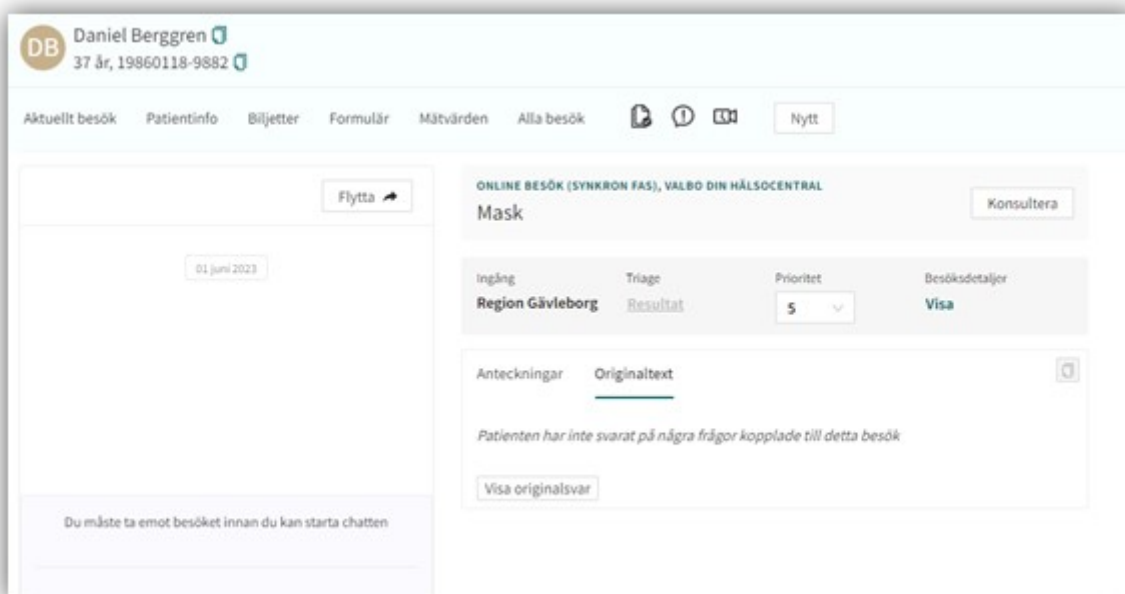 DB
Daniel Berggren
37 år, 19860118-9882
Aktuellt besök Patientinfo Biljetter Formulär Mätvärden Alla besök Nytt
Flytta
01 juni 2023
Du måste ta emot besöket innan du kan starta chatten
ONLINE BESÖK (SYNKRON FAS), VALBO DIN HÄLSOCENTRAL
Mask
Konsultera
Ingång Triage Prioritet Besöksdetaljer
Region Gävleborg Resultat 5 Visa
Anteckningar Originaltext
Patienten har inte svarat på några frågor kopplade till detta besök
Visa originalsvar